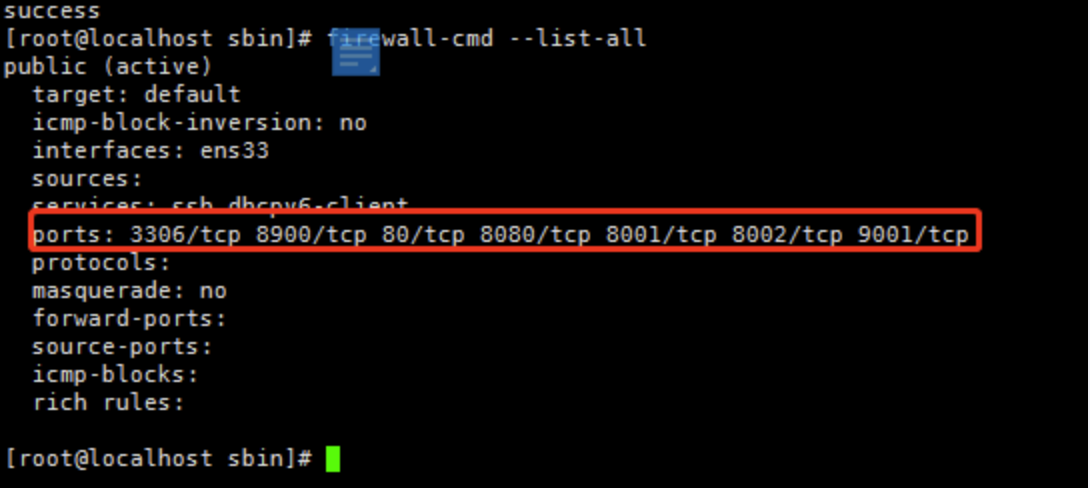 success
[root@localhost sbin]# firewall-cmd --list-all
public (active)
target: default
icmp-block-inversion: no
interfaces: ens33
sources:
services: ssh dhcpv6-client
ports: 3306/tcp 8900/tcp 80/tcp 8080/tcp 8001/tcp 8002/tcp 9001/tcp
protocols:
masquerade: no
forward-ports:
source-ports:
icmp-blocks:
rich rules:
[root@localhost sbin]#